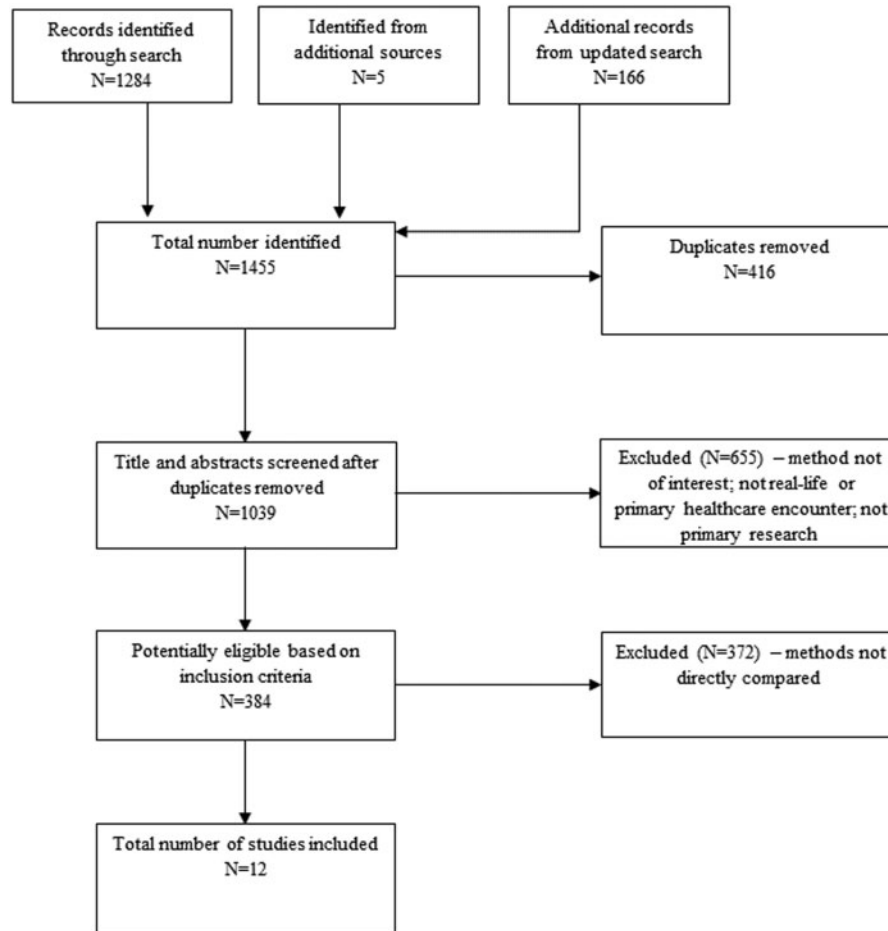 Records identified
through search
N=1284
Identified from
additional sources
N=5
Additional records
from updated search
N=166
Total number identified
N=1455
Duplicates removed
N=416
Title and abstracts screened after
duplicates removed
N=1039
Excluded (N=655) – method not
of interest; not real-life or
primary healthcare encounter; not
primary research
Potentially eligible based on
inclusion criteria
N=384
Excluded (N=372) – methods not
directly compared
Total number of studies included
N=12